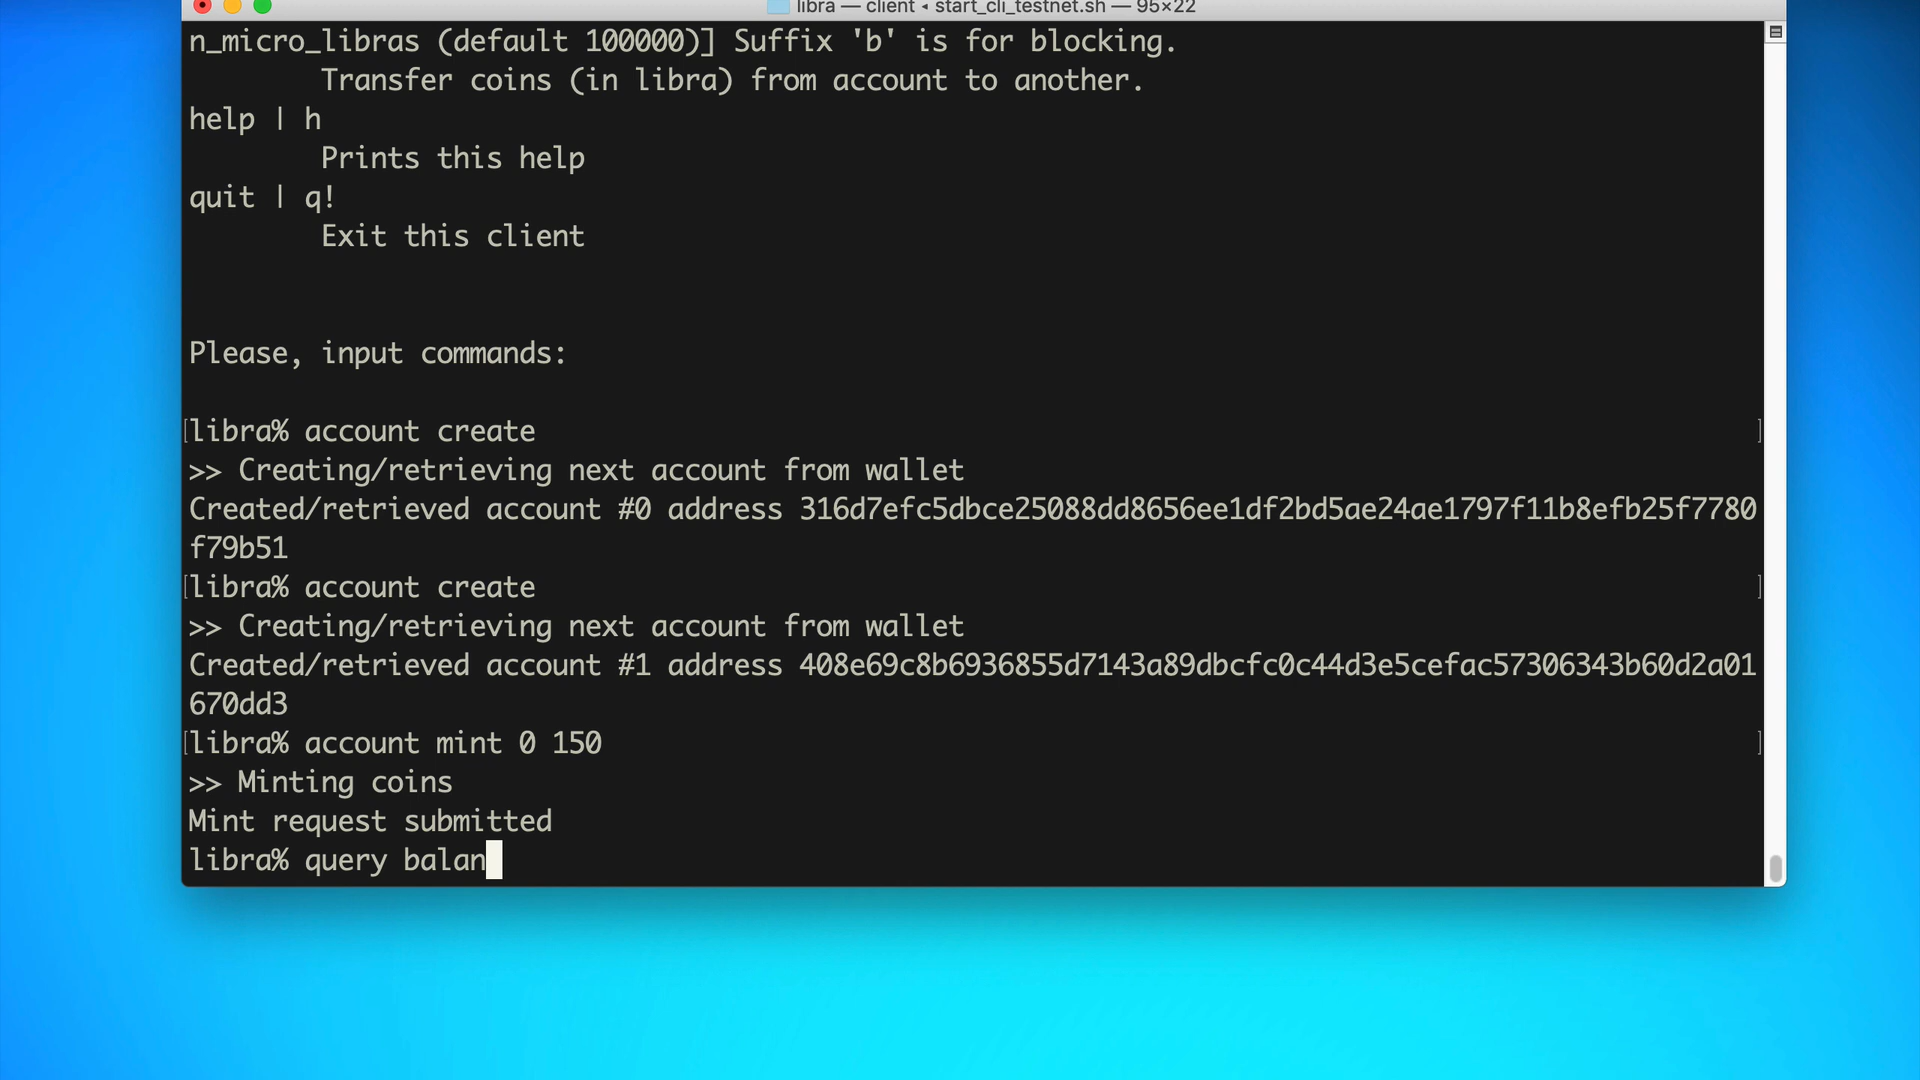 libra — client ◂ start_cli_testnet.sh — 95×22
n_micro_libras (default 100000)] Suffix 'b' is for blocking.
Transfer coins (in libra) from account to another.
help | h
Prints this help
quit | q!
Exit this client
Please, input commands:
libra% account create
>> Creating/retrieving next account from wallet
Created/retrieved account #0 address 316d7efc5dbce25088dd8656ee1df2bd5ae24ae1797f11b8efb25f7780
f79b51
libra% account create
>> Creating/retrieving next account from wallet
Created/retrieved account #1 address 408e69c8b6936855d7143a89dbcfc0c44d3e5cefac57306343b60d2a01
670dd3
libra% account mint 0 150
>> Minting coins
Mint request submitted
libra% query balan